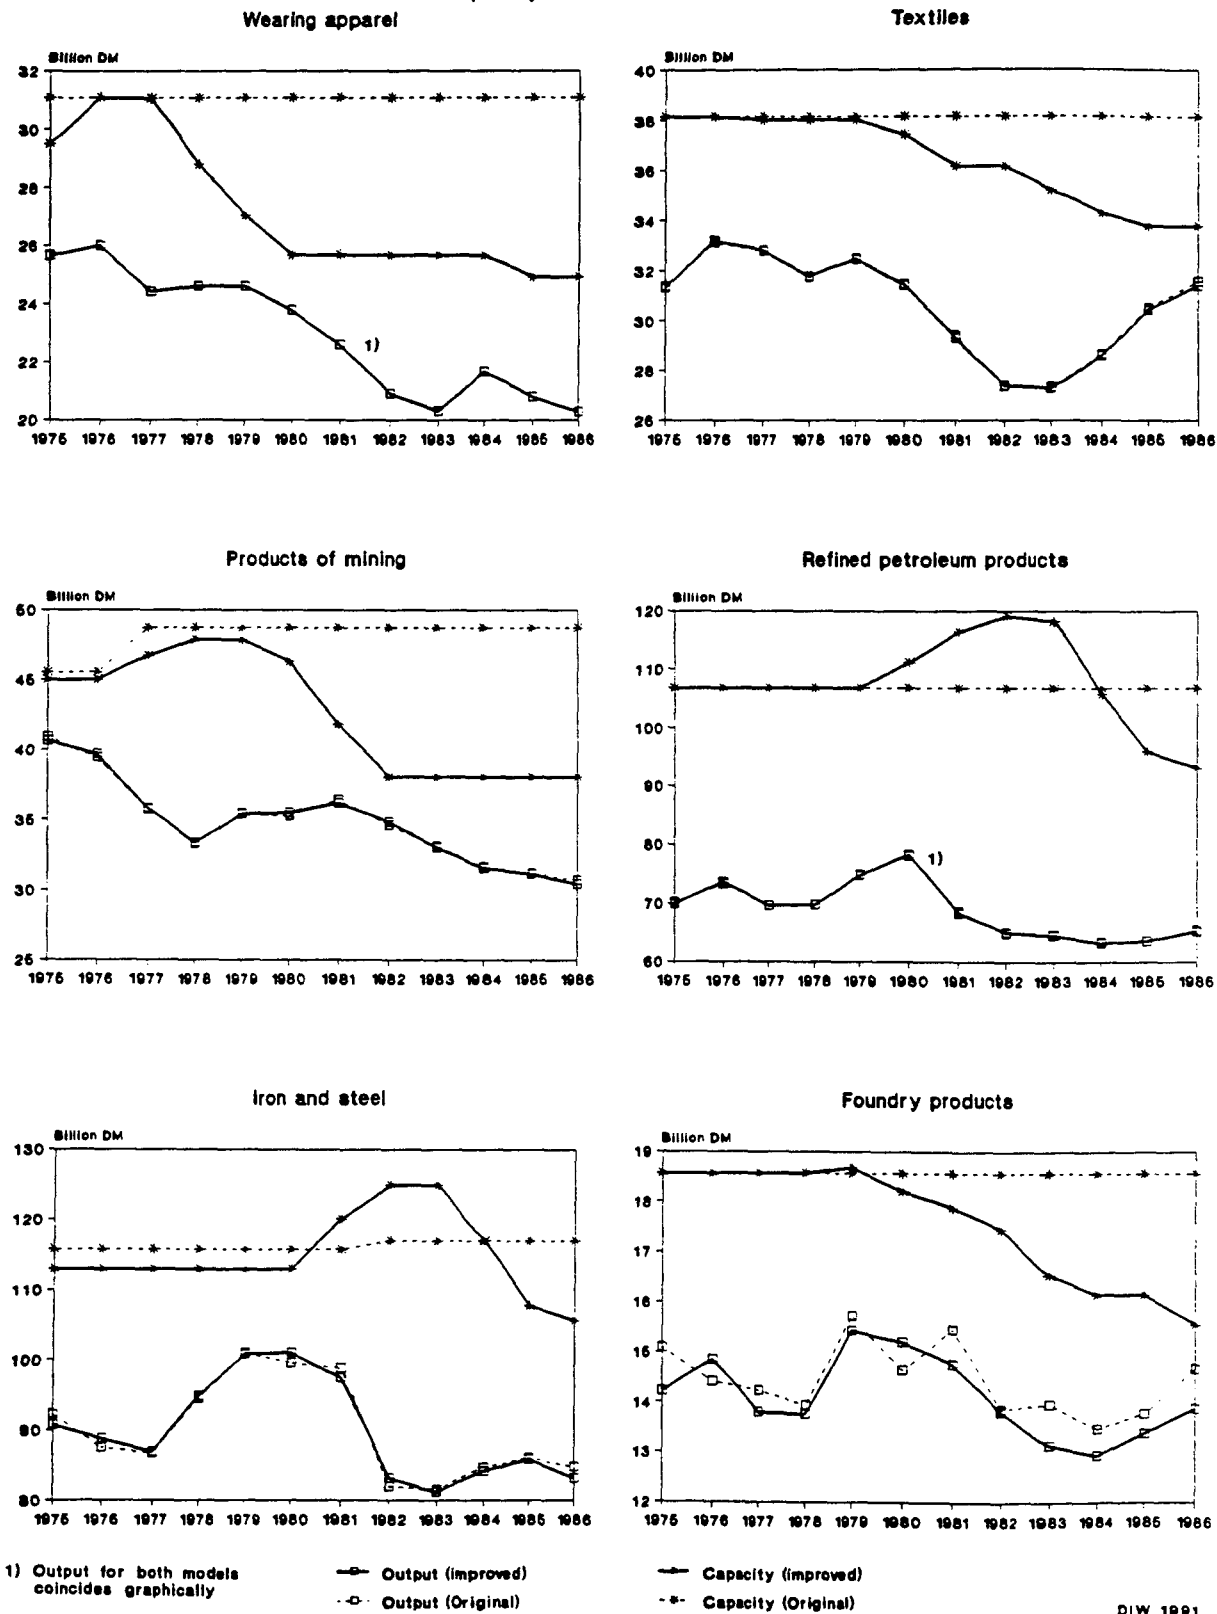 Wearing apparel
Billion DM
32
30
28
26
24
22
20
1975 1976 1977 1978 1979 1980 1981 1982 1983 1984 1985 1986
1)
Textiles
Billion DM
40
38
36
34
32
30
28
26
1975 1976 1977 1978 1979 1980 1981 1982 1983 1984 1985 1986
Products of mining
Billion DM
50
45
40
35
30
25
1975 1976 1977 1978 1979 1980 1981 1982 1983 1984 1985 1986
Refined petroleum products
Billion DM
120
110
100
90
80
70
60
1975 1976 1977 1978 1979 1980 1981 1982 1983 1984 1985 1986
1)
Iron and steel
Billion DM
130
120
110
100
90
80
1975 1976 1977 1978 1979 1980 1981 1982 1983 1984 1985 1986
Foundry products
Billion DM
19
18
17
16
15
14
13
12
1975 1976 1977 1978 1979 1980 1981 1982 1983 1984 1985 1986
1) Output for both models
coincides graphically
Output (improved)
Output (Original)
Capacity (improved)
Capacity (Original)
DIW 1991